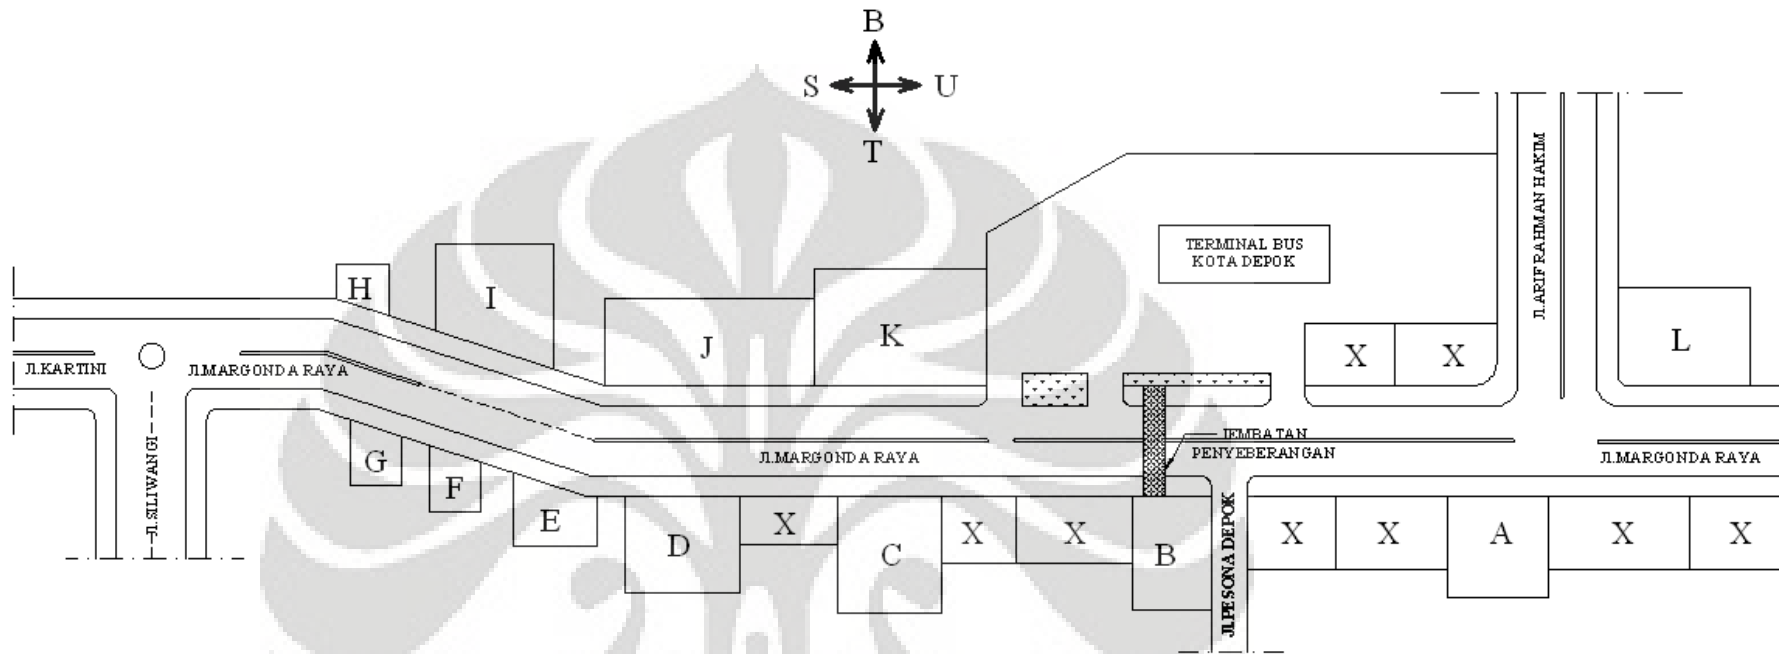 B
S U
T
TERMINAL BUS
KOTA DEPOK
Jl.ARIF RAHMAN HAKIM
H
I
J
K
X
X
L
Jl.KARTINI
Jl.MARGONDA RAYA
JEMBATAN
PENYEBERANGAN
Jl.MARGONDA RAYA
Jl.MARGONDA RAYA
Jl.SILIWANGI
G
F
E
D
X
C
X
X
B
Jl.PESONA DEPOK
X
X
A
X
X